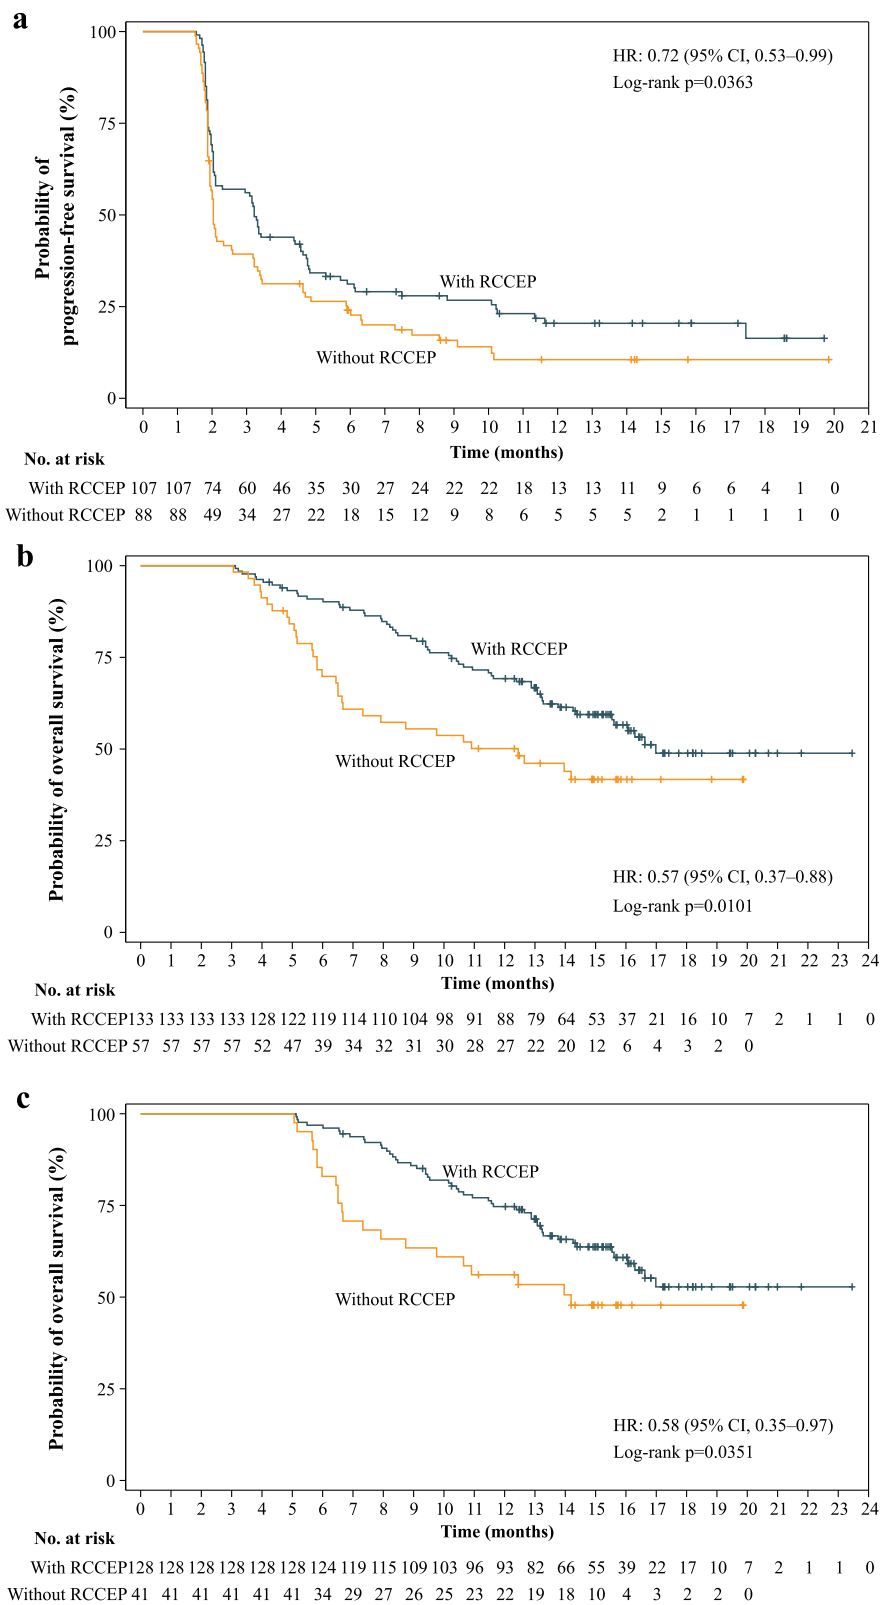 a
100
75
50
25
0
Probability of
progression-free survival (%)
HR: 0.72 (95% CI, 0.53–0.99)
Log-rank p=0.0363
With RCCEP
Without RCCEP
0 1 2 3 4 5 6 7 8 9 10 11 12 13 14 15 16 17 18 19 20 21
Time (months)
No. at risk
With RCCEP 107 107 74 60 46 35 30 27 24 22 22 18 13 13 11 9 6 6 4 1 0
Without RCCEP 88 88 49 34 27 22 18 15 12 9 8 6 5 5 5 2 1 1 1 1 0
b
100
75
50
25
0
Probability of overall survival (%)
With RCCEP
Without RCCEP
HR: 0.57 (95% CI, 0.37–0.88)
Log-rank p=0.0101
0 1 2 3 4 5 6 7 8 9 10 11 12 13 14 15 16 17 18 19 20 21 22 23 24
Time (months)
No. at risk
With RCCEP 133 133 133 133 128 122 119 114 110 104 98 91 88 79 64 53 37 21 16 10 7 2 1 1 0
Without RCCEP 57 57 57 57 52 47 39 34 32 31 30 28 27 22 20 12 6 4 3 2 0
c
100
75
50
25
0
Probability of overall survival (%)
With RCCEP
Without RCCEP
HR: 0.58 (95% CI, 0.35–0.97)
Log-rank p=0.0351
0 1 2 3 4 5 6 7 8 9 10 11 12 13 14 15 16 17 18 19 20 21 22 23 24
Time (months)
No. at risk
With RCCEP 128 128 128 128 128 128 124 119 115 109 103 96 93 82 66 55 39 22 17 10 7 2 1 1 0
Without RCCEP 41 41 41 41 41 41 34 29 27 26 25 23 22 19 18 10 4 3 2 2 0